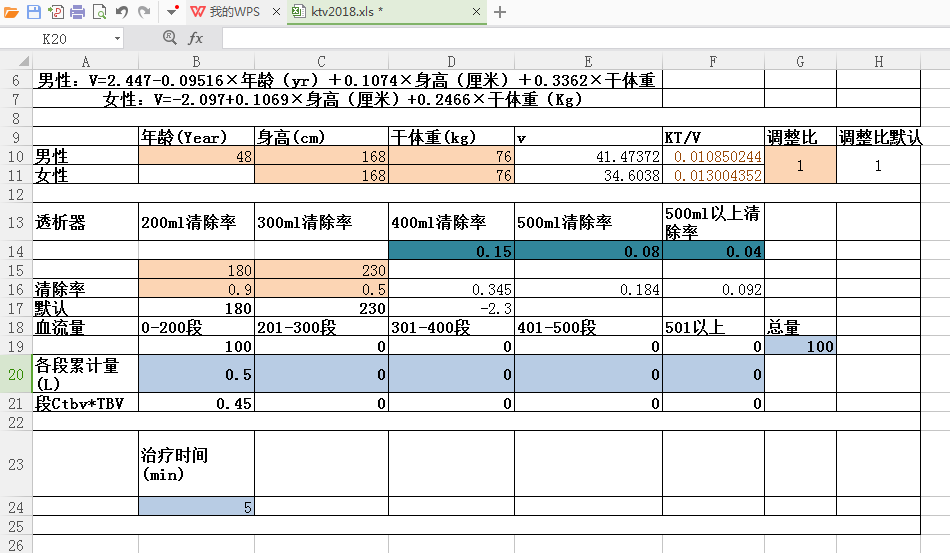 我的WPS
ktv2018.xls *
K20
fx
A B C D E F G H
6 男性：V=2.447-0.09516×年龄（yr）＋0.1074×身高（厘米）＋0.3362×干体重
7 女性：V=-2.097+0.1069×身高（厘米）+0.2466×干体重（Kg）
8
9 年龄(Year) 身高(cm) 干体重(kg) v KT/V 调整比 调整比默认
10 男性 48 168 76 41.47372 0.010850244 1 1
11 女性 168 76 34.6038 0.013004352
12
13 透析器 200ml清除率 300ml清除率 400ml清除率 500ml清除率 500ml以上清
除率
14 0.15 0.08 0.04
15 180 230
16 清除率 0.9 0.5 0.345 0.184 0.092
17 默认 180 230 -2.3
18 血流量 0-200段 201-300段 301-400段 401-500段 501以上 总量
19 100 0 0 0 0 100
20 各段累计量
(L) 0.5 0 0 0 0
21 段Ctbv*TBV 0.45 0 0 0 0
22
23 治疗时间
(min)
24 5
25
26